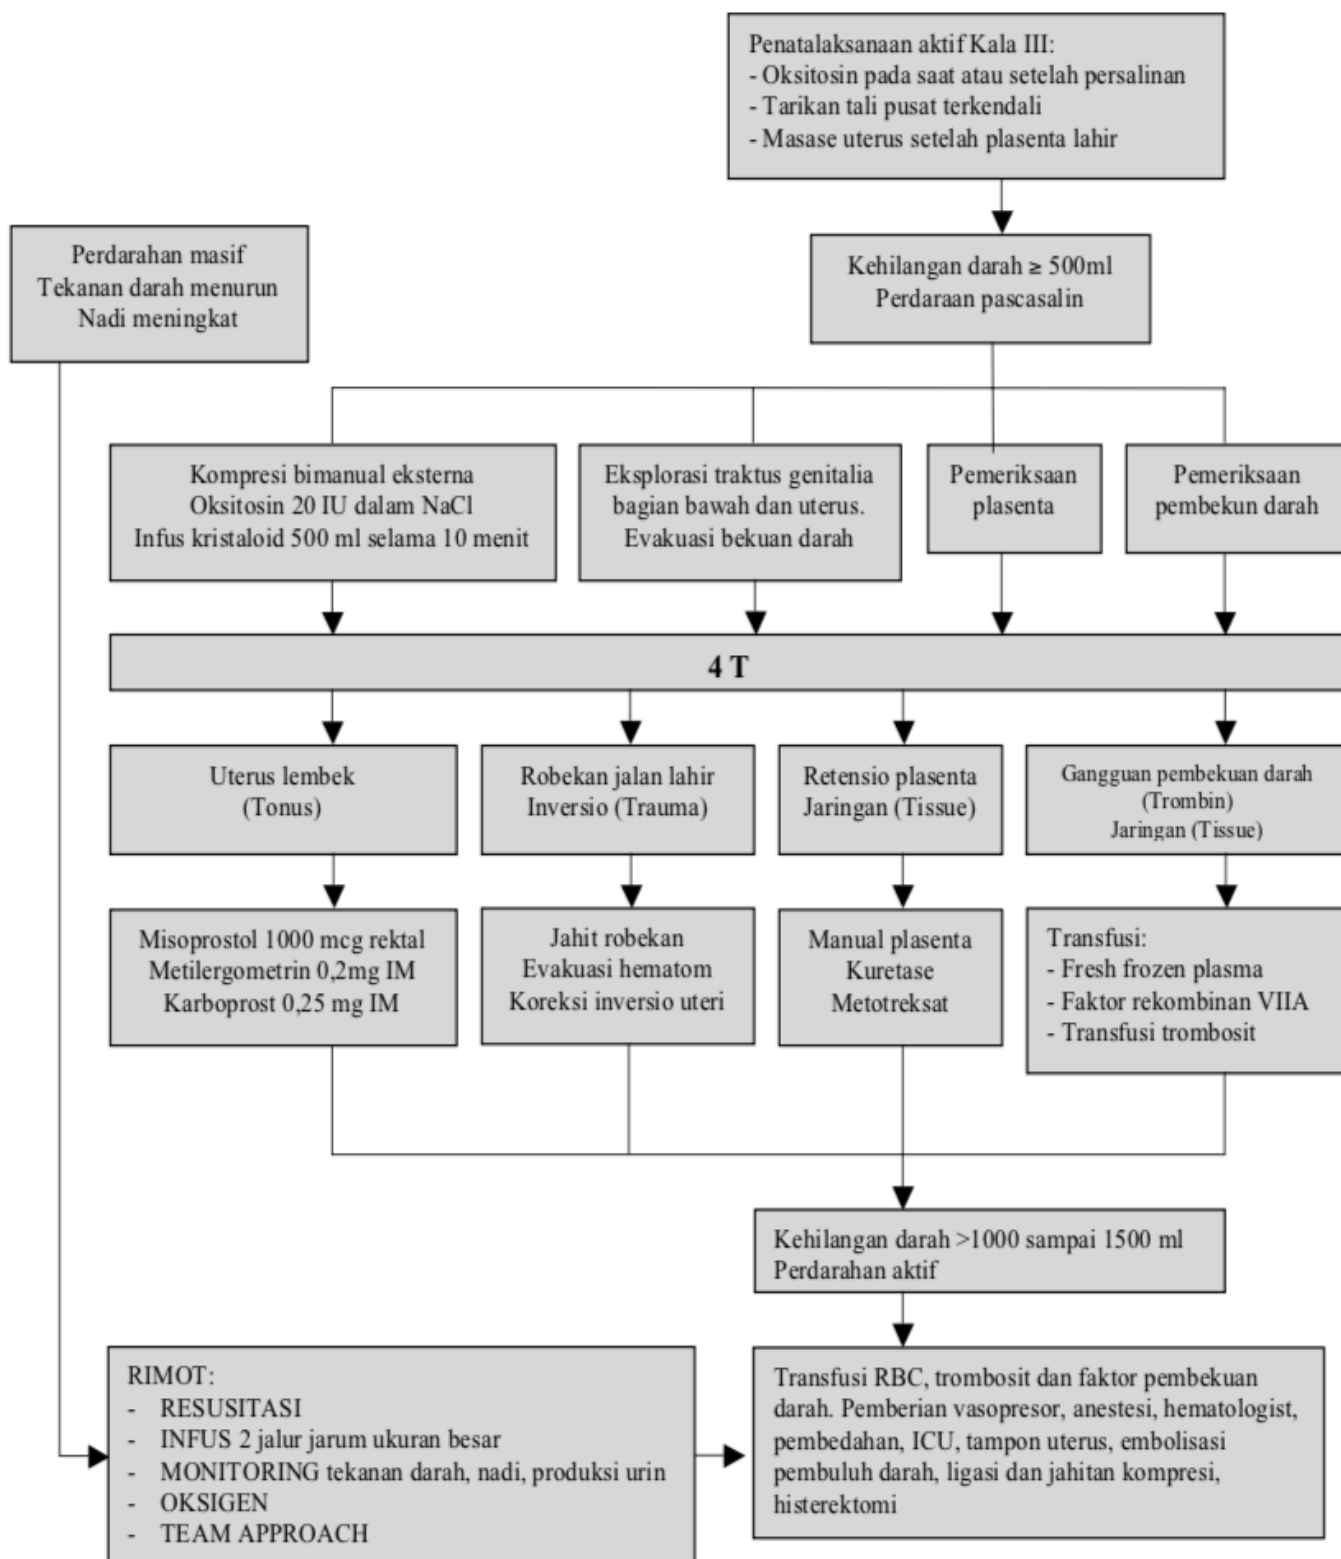 Penatalaksanaan aktif Kala III:
- Oksitosin pada saat atau setelah persalinan
- Tarikan tali pusat terkendali
- Masase uterus setelah plasenta lahir
Perdarahan masif
Tekanan darah menurun
Nadi meningkat
Kehilangan darah ≥ 500ml
Perdaraan pascasalin
Kompresi bimanual eksterna
Oksitosin 20 IU dalam NaCl
Infus kristaloid 500 ml selama 10 menit
Eksplorasi traktus genitalia
bagian bawah dan uterus.
Evakuasi bekuan darah
Pemeriksaan
plasenta
Pemeriksaan
pembekun darah
4 T
Uterus lembek
(Tonus)
Robekan jalan lahir
Inversio (Trauma)
Retensio plasenta
Jaringan (Tissue)
Gangguan pembekuan darah
(Trombin)
Jaringan (Tissue)
Misoprostol 1000 mcg rektal
Metilergometrin 0,2mg IM
Karboprost 0,25 mg IM
Jahit robekan
Evakuasi hematom
Koreksi inversio uteri
Manual plasenta
Kuretase
Metotreksat
Transfusi:
- Fresh frozen plasma
- Faktor rekombinan VIIA
- Transfusi trombosit
Kehilangan darah >1000 sampai 1500 ml
Perdarahan aktif
RIMOT:
- RESUSITASI
- INFUS 2 jalur jarum ukuran besar
- MONITORING tekanan darah, nadi, produksi urin
- OKSIGEN
- TEAM APPROACH
Transfusi RBC, trombosit dan faktor pembekuan
darah. Pemberian vasopresor, anestesi, hematologist,
pembedahan, ICU, tampon uterus, embolisasi
pembuluh darah, ligasi dan jahitan kompresi,
histerektomi